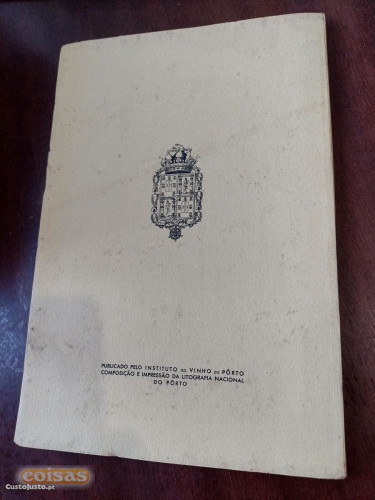 PUBLICADO PELO INSTITUTO DO VINHO DO PÔRTO
COMPOSIÇÃO E IMPRESSÃO DA LITOGRAFIA NACIONAL
DO PÔRTO
coisas
CustoJusto.pt